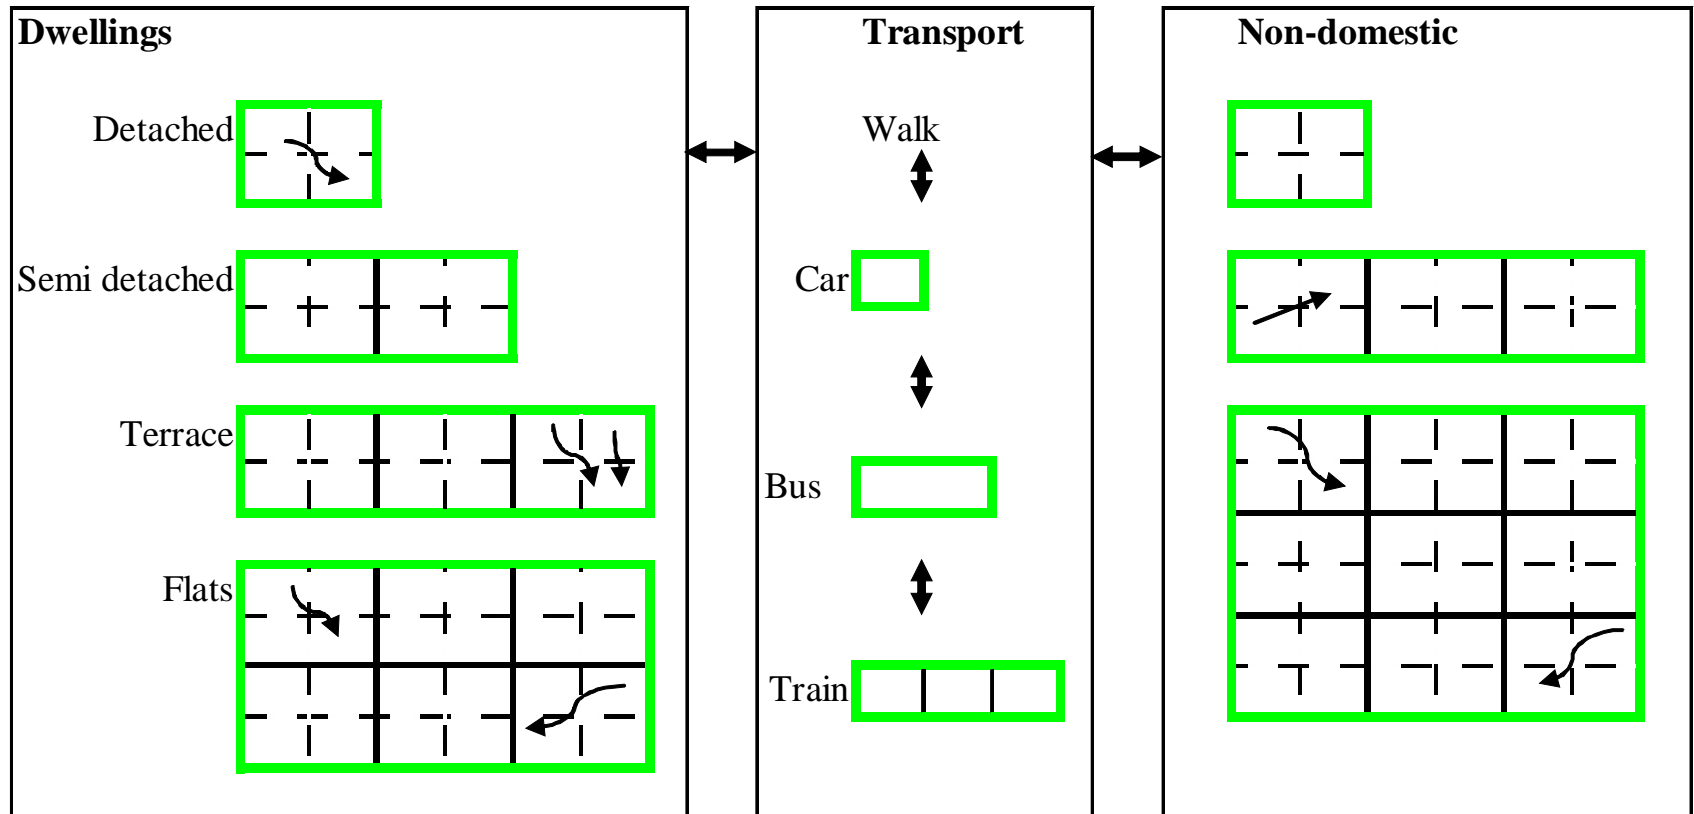 Dwellings
Detached
Semi detached
Terrace
Flats
Transport
Walk
Car
Bus
Train
Non-domestic